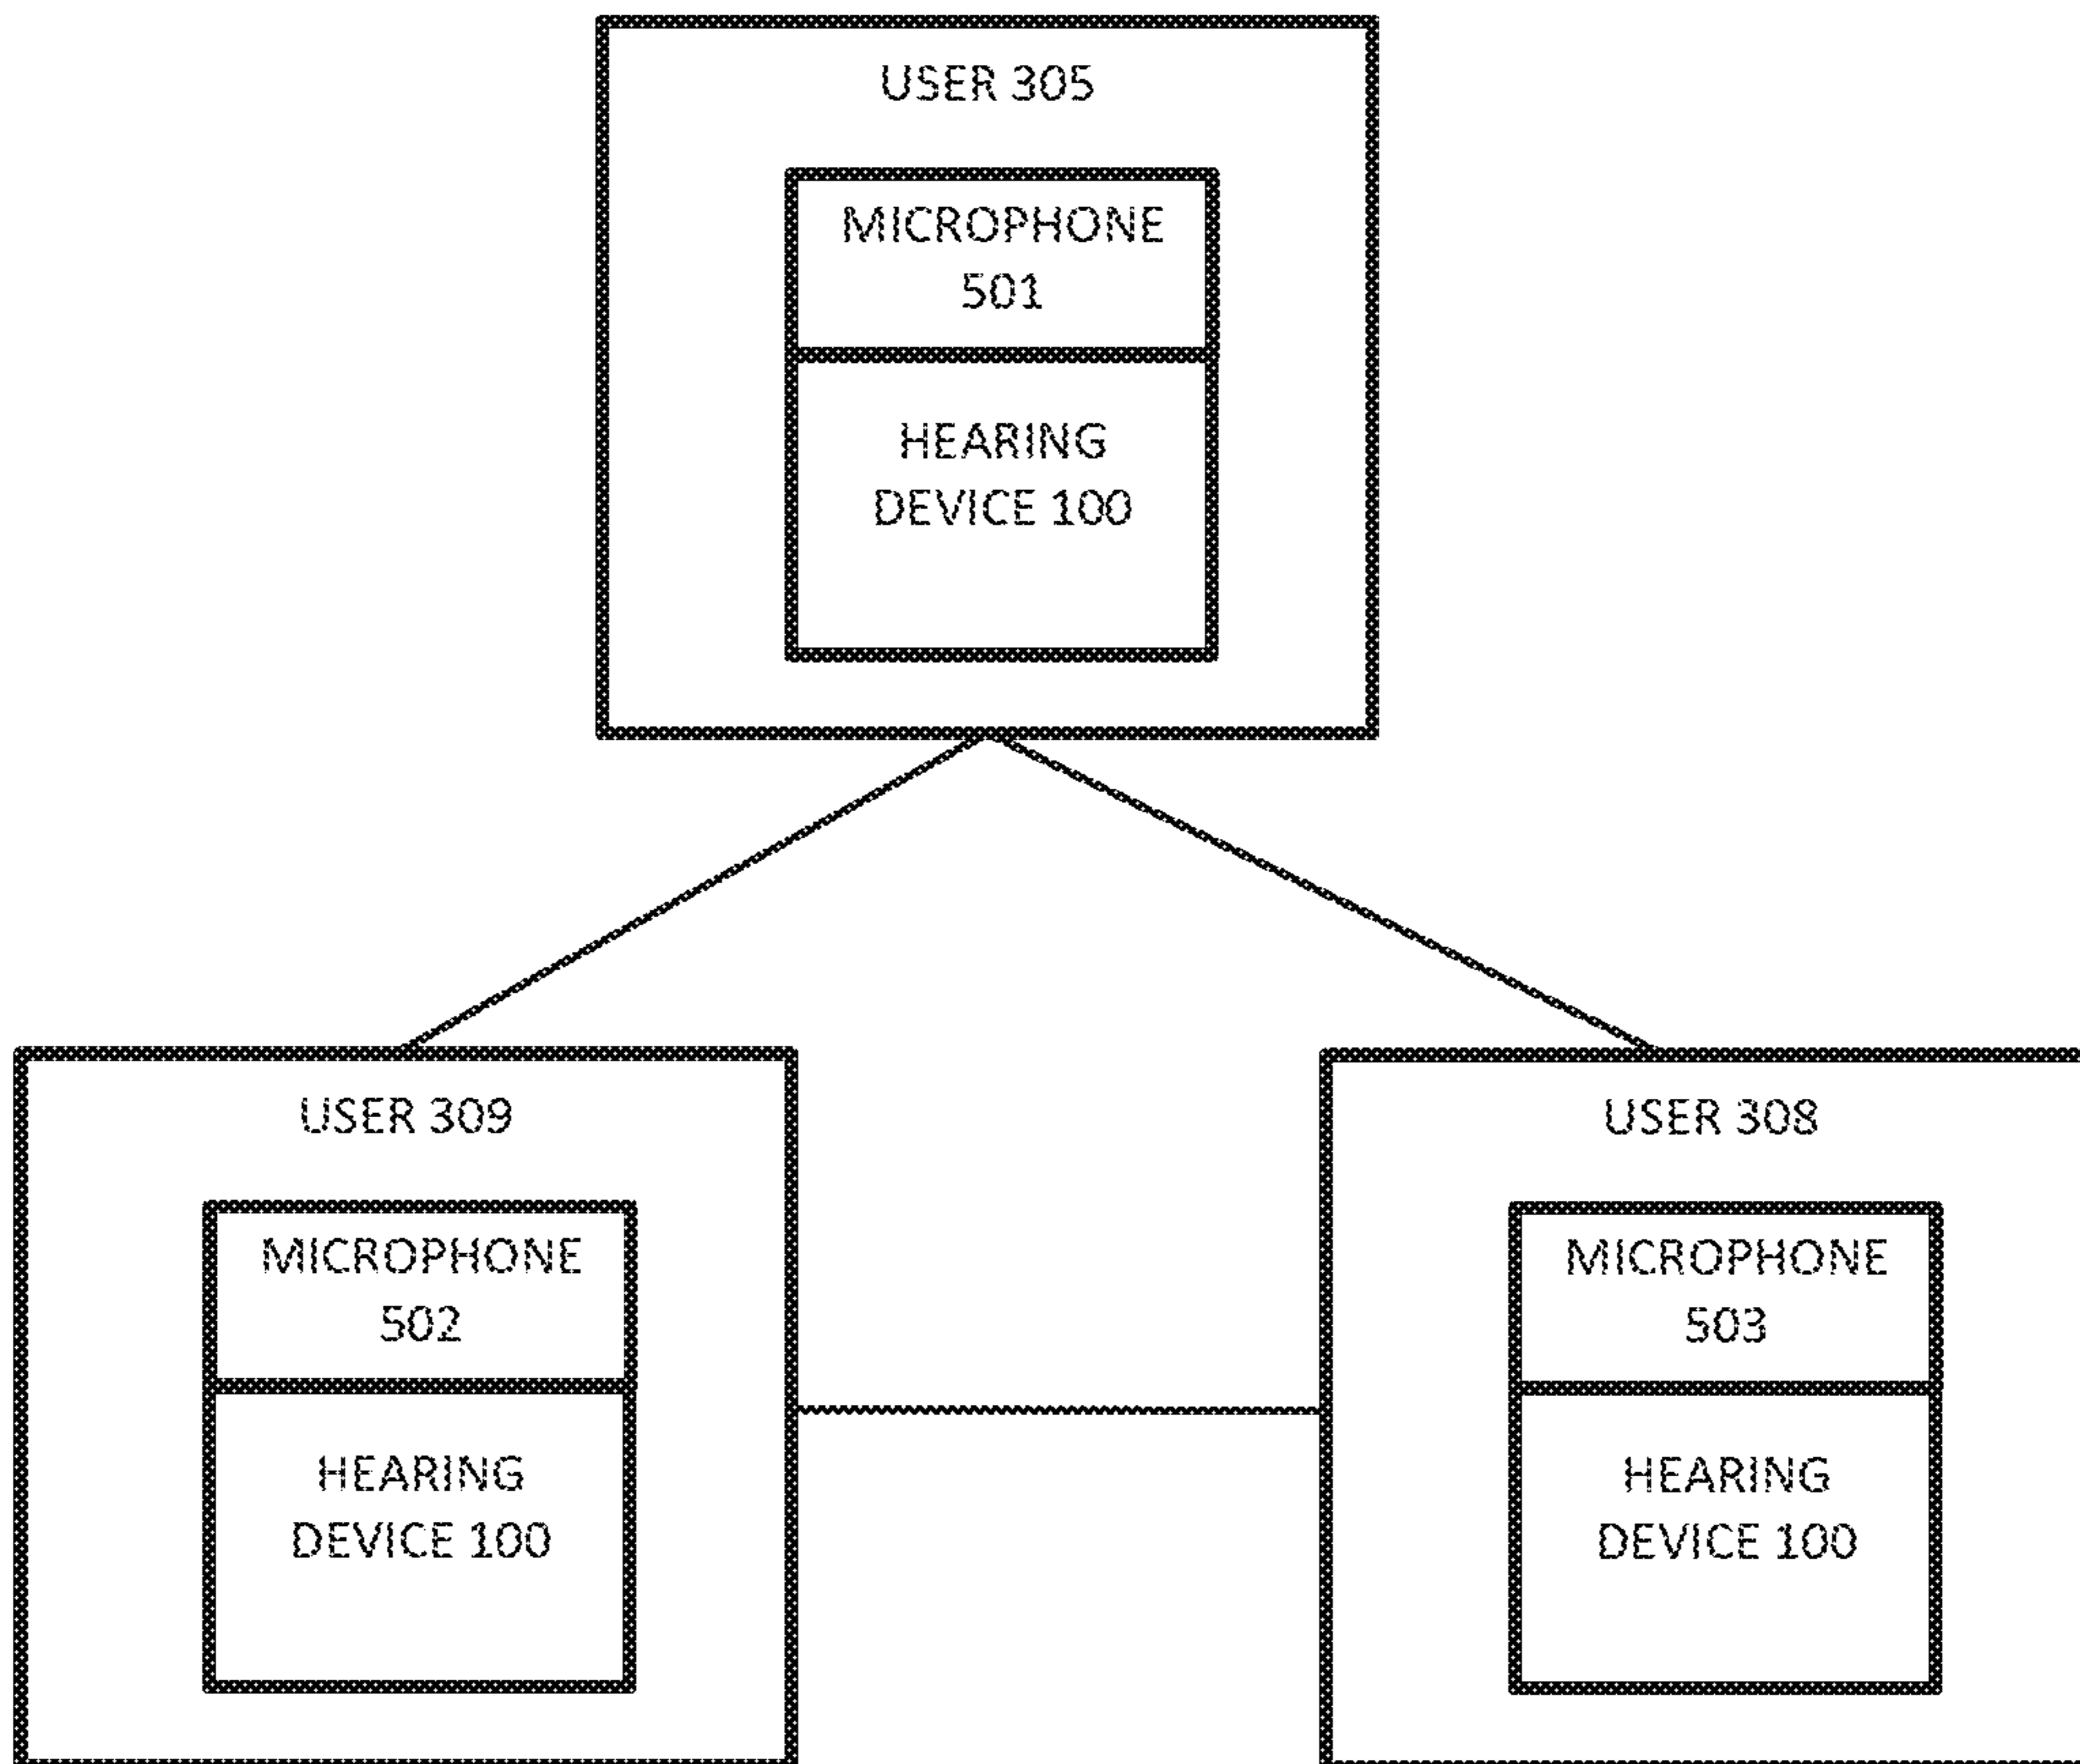 USER 305
MICROPHONE
501
HEARING
DEVICE 100
USER 309
MICROPHONE
502
HEARING
DEVICE 100
USER 308
MICROPHONE
503
HEARING
DEVICE 100